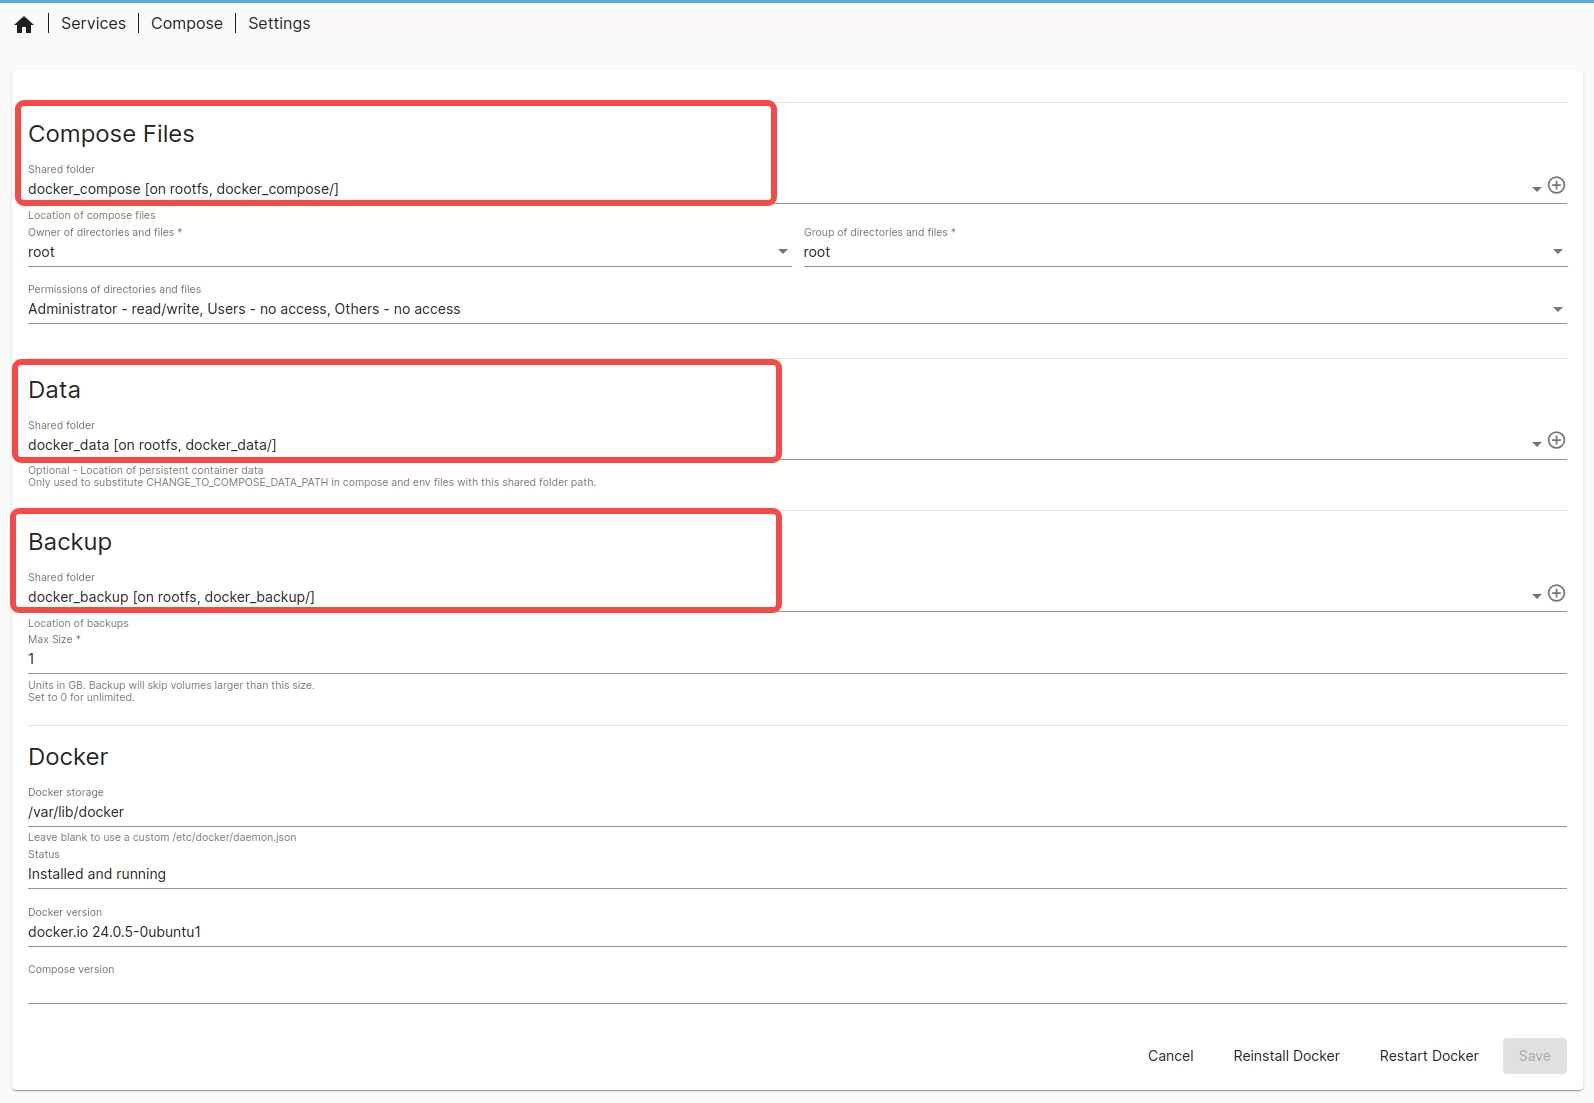 Services | Compose | Settings
Compose Files
Shared folder
docker_compose [on rootfs, docker_compose/]
Location of compose files
Owner of directories and files *
root
Group of directories and files *
root
Permissions of directories and files
Administrator - read/write, Users - no access, Others - no access
Data
Shared folder
docker_data [on rootfs, docker_data/]
Optional - Location of persistent container data
Only used to substitute CHANGE_TO_COMPOSE_DATA_PATH in compose and env files with this shared folder path.
Backup
Shared folder
docker_backup [on rootfs, docker_backup/]
Location of backups
Max Size *
1
Units in GB. Backup will skip volumes larger than this size.
Set to 0 for unlimited.
Docker
Docker storage
/var/lib/docker
Leave blank to use a custom /etc/docker/daemon.json
Status
Installed and running
Docker version
docker.io 24.0.5-0ubuntu1
Compose version
Cancel Reinstall Docker Restart Docker Save